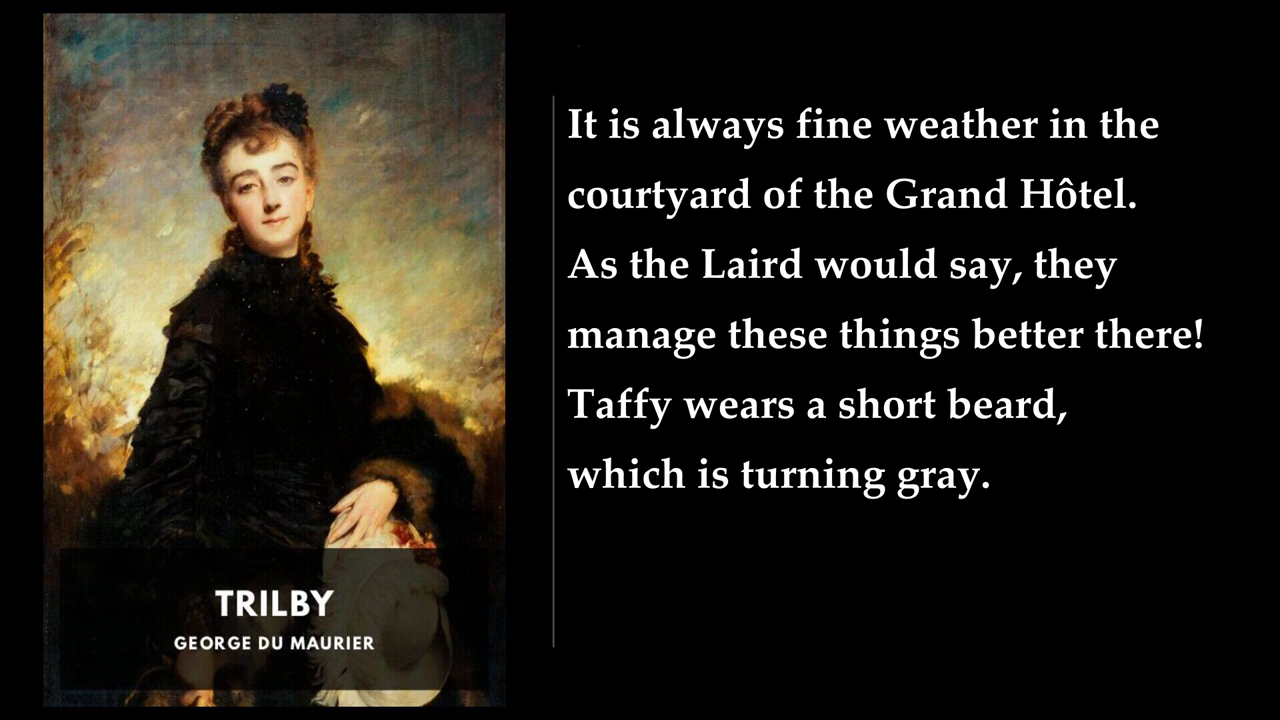 TRILBY
GEORGE DU MAURIER
It is always fine weather in the
courtyard of the Grand Hôtel.
As the Laird would say, they
manage these things better there!
Taffy wears a short beard,
which is turning gray.